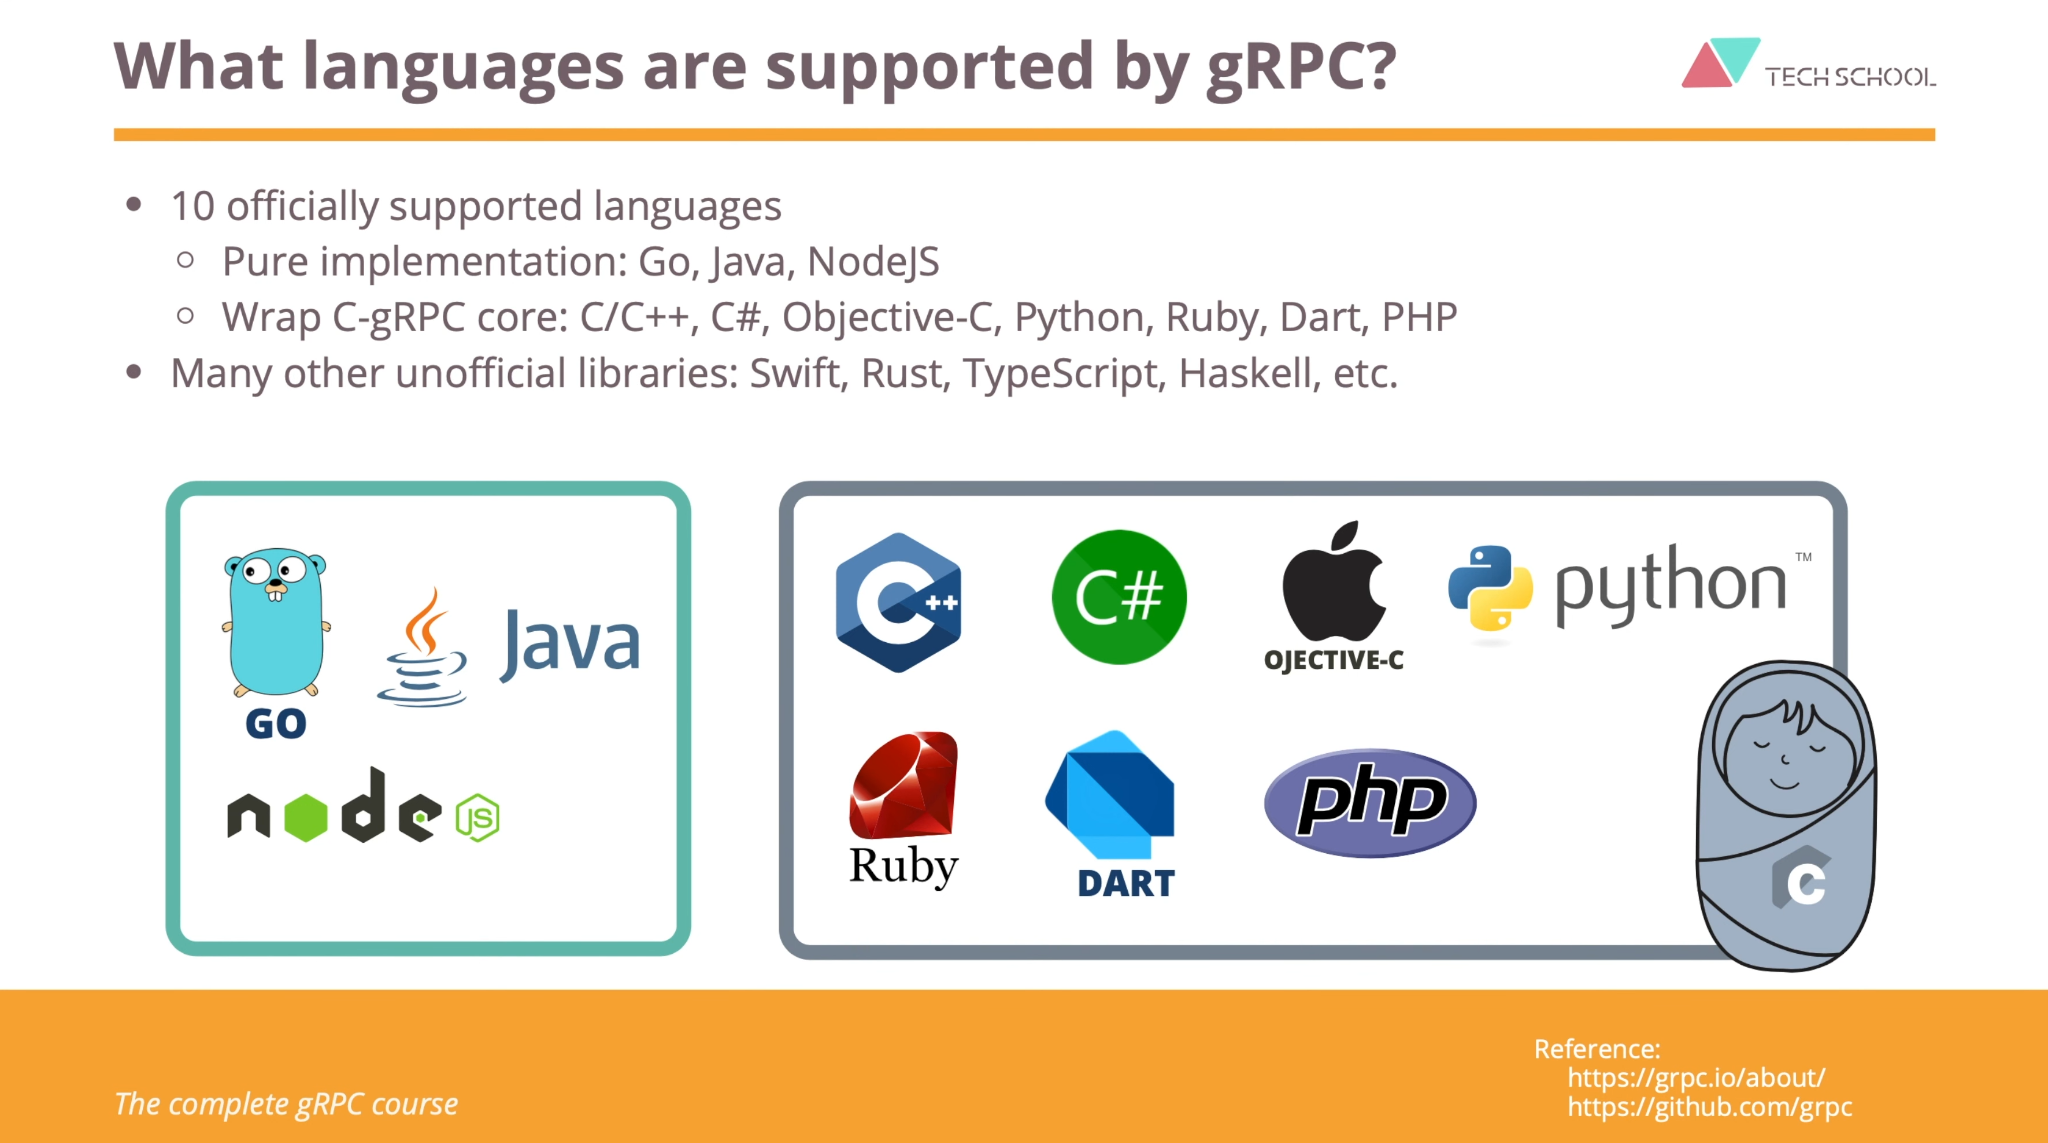 What languages are supported by gRPC?
TECH SCHOOL
• 10 officially supported languages
○ Pure implementation: Go, Java, NodeJS
○ Wrap C-gRPC core: C/C++, C#, Objective-C, Python, Ruby, Dart, PHP
• Many other unofficial libraries: Swift, Rust, TypeScript, Haskell, etc.
GO
Java
node JS
C++
C#
OJECTIVE-C
python TM
Ruby
DART
php
C
The complete gRPC course
Reference:
https://grpc.io/about/
https://github.com/grpc